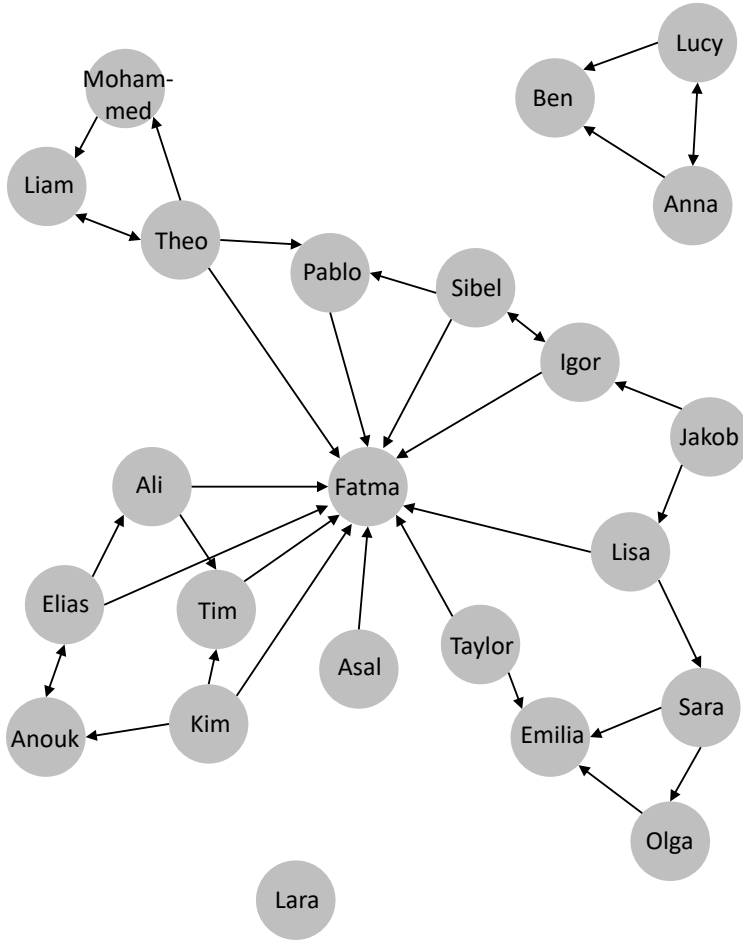 Lucy
Moham-
med
Ben
Liam
Anna
Theo
Pablo
Sibel
Igor
Jakob
Ali
Fatma
Lisa
Elias
Tim
Taylor
Asal
Sara
Anouk
Kim
Emilia
Olga
Lara